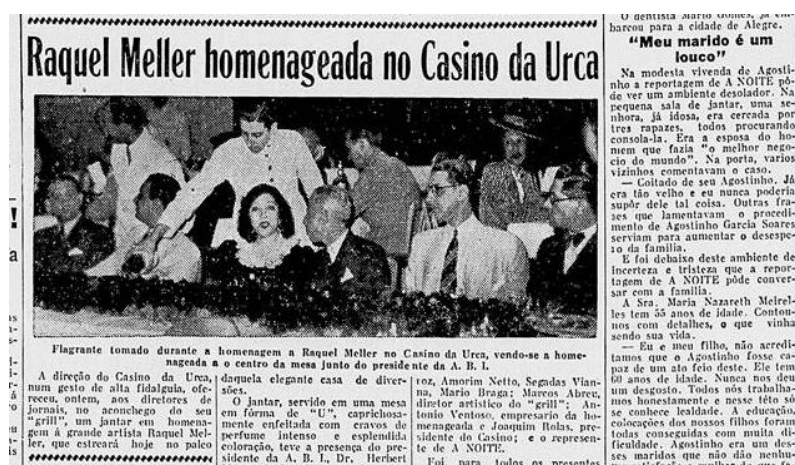 Raquel Meller homenageada no Casino da Urca
Flagrante tomado durante a homenagem a Raquel Meller no Casino da Urca, vendo-se a home-
nageada a o centro da mesa junto do presidente da A. B. I.
A direção do Casino da Urca,
num gesto de alta fidalguia, ofe-
receu, ontem, aos diretores de
jornais, no aconchego do seu
"grill", um jantar em homena-
gem á grande artista Raquel Mel-
ler, que estreará hoje no palco
daquela elegante casa de diver-
sões.
O jantar, servido em uma mesa
em fórma de "U", caprichosa-
mente enfeitada com cravos de
perfume intenso e esplendida
coloração, teve a presença do pre-
sidente da A. B. I., Dr. Herbert
roz, Amorim Netto, Segadas Vian-
na, Mario Braga; Marcos Abreu,
diretor artistico do "grill"; An-
tonio Ventoso, empresario da ho-
menageada e Joaquim Rolas, pre-
sidente do Casino; e o represen-
te de A NOITE.
Foi para todos os presentes
O dentista Mario Gomes, já em-
barcou para a cidade de Alegre.
"Meu marido é um
louco"
Na modesta vivenda de Agosti-
nho a reportagem de A NOITE pô-
de ver um ambiente desolador. Na
pequena sala de jantar, uma se-
nhora, já idosa, era cercada por
tres rapazes, todos procurando
consola-la. Era a esposa do ho-
mem que fazia "o melhor nego-
cio do mundo". Na porta, varios
vizinhos comentavam o caso.
— Coitado de seu Agostinho. Já
era tão velho e eu nunca poderia
supôr dele tal coisa. Outras fra-
ses que lamentavam o procedi-
mento de Agostinho Garcia Soares
serviam para aumentar o desespe-
ro da familia.
E foi debaixo deste ambiente de
incerteza e tristeza que a repor-
tagem de A NOITE pôde conver-
sar com a familia.
A Sra. Maria Nazareth Meirel-
les tem 55 anos de idade. Contou-
nos com detalhes, o que vinha
sendo sua vida.
— Eu e meu filho, não acredi-
tamos que o Agostinho fosse ca-
paz de um ato feio deste. Ele tem
60 anos de idade. Nunca nos deu
um desgosto. Todos nós trabalha-
mos honestamente e nesse této só
se conhece lealdade. A educação,
colocações dos nossos filhos foram
todas conseguidas com muita di-
ficuldade. Agostinho era um des-
ses maridos que não dão nenhu-